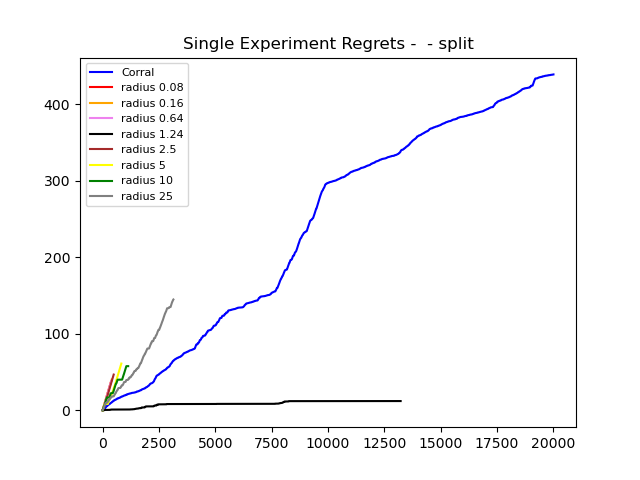 Single Experiment Regrets -  - split
Corral
radius 0.08
radius 0.16
radius 0.64
radius 1.24
radius 2.5
radius 5
radius 10
radius 25
400
300
200
100
0
0 2500 5000 7500 10000 12500 15000 17500 20000